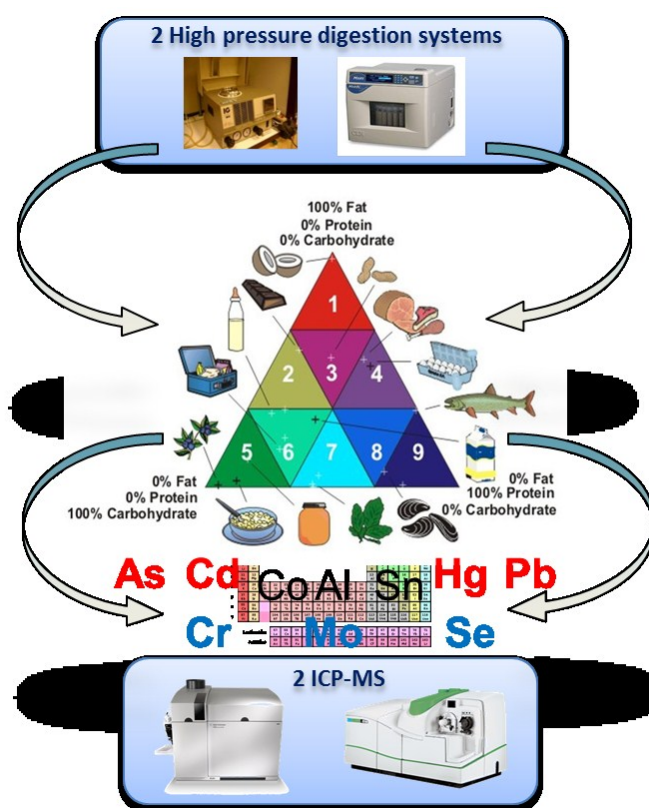 2 High pressure digestion systems
100% Fat
0% Protein
0% Carbohydrate
1
2
3
4
5
6
7
8
9
0% Fat
0% Protein
100% Carbohydrate
0% Fat
100% Protein
0% Carbohydrate
As Cd Co Al Sn Hg Pb
Cr Mo Se
2 ICP-MS